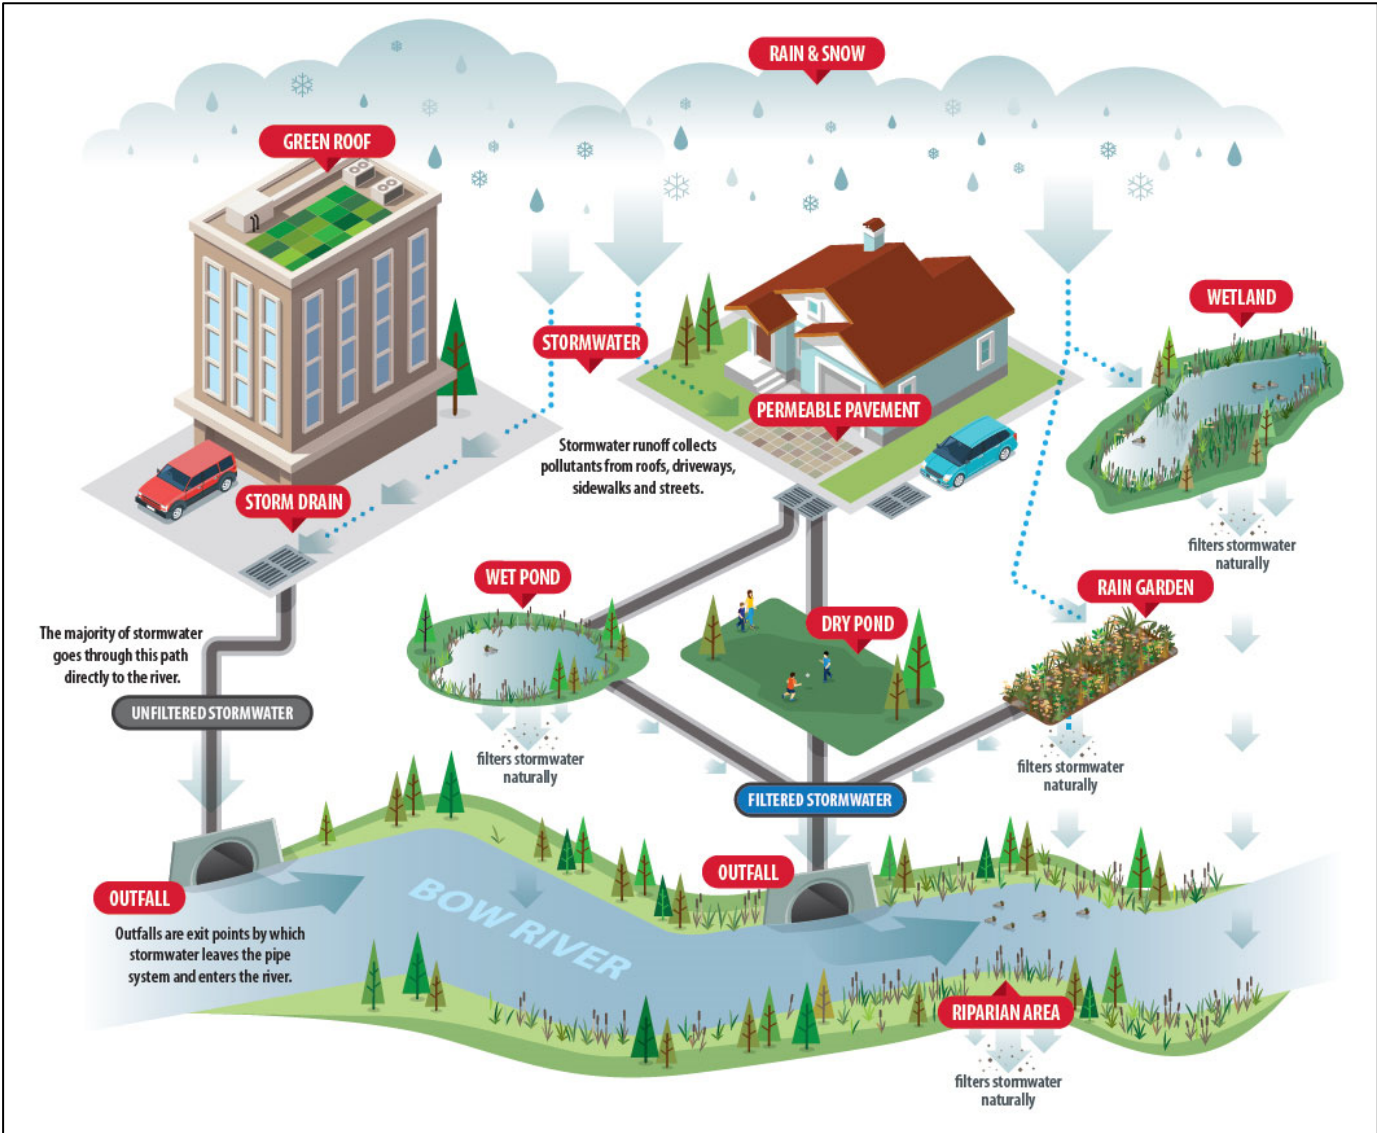 RAIN & SNOW
GREEN ROOF
WETLAND
STORMWATER
PERMEABLE PAVEMENT
Stormwater runoff collects
pollutants from roofs, driveways,
sidewalks and streets.
STORM DRAIN
filters stormwater
naturally
WET POND
RAIN GARDEN
DRY POND
The majority of stormwater
goes through this path
directly to the river.
UNFILTERED STORMWATER
filters stormwater
naturally
filters stormwater
naturally
FILTERED STORMWATER
OUTFALL
OUTFALL
BOW RIVER
Outfalls are exit points by which
stormwater leaves the pipe
system and enters the river.
RIPARIAN AREA
filters stormwater
naturally